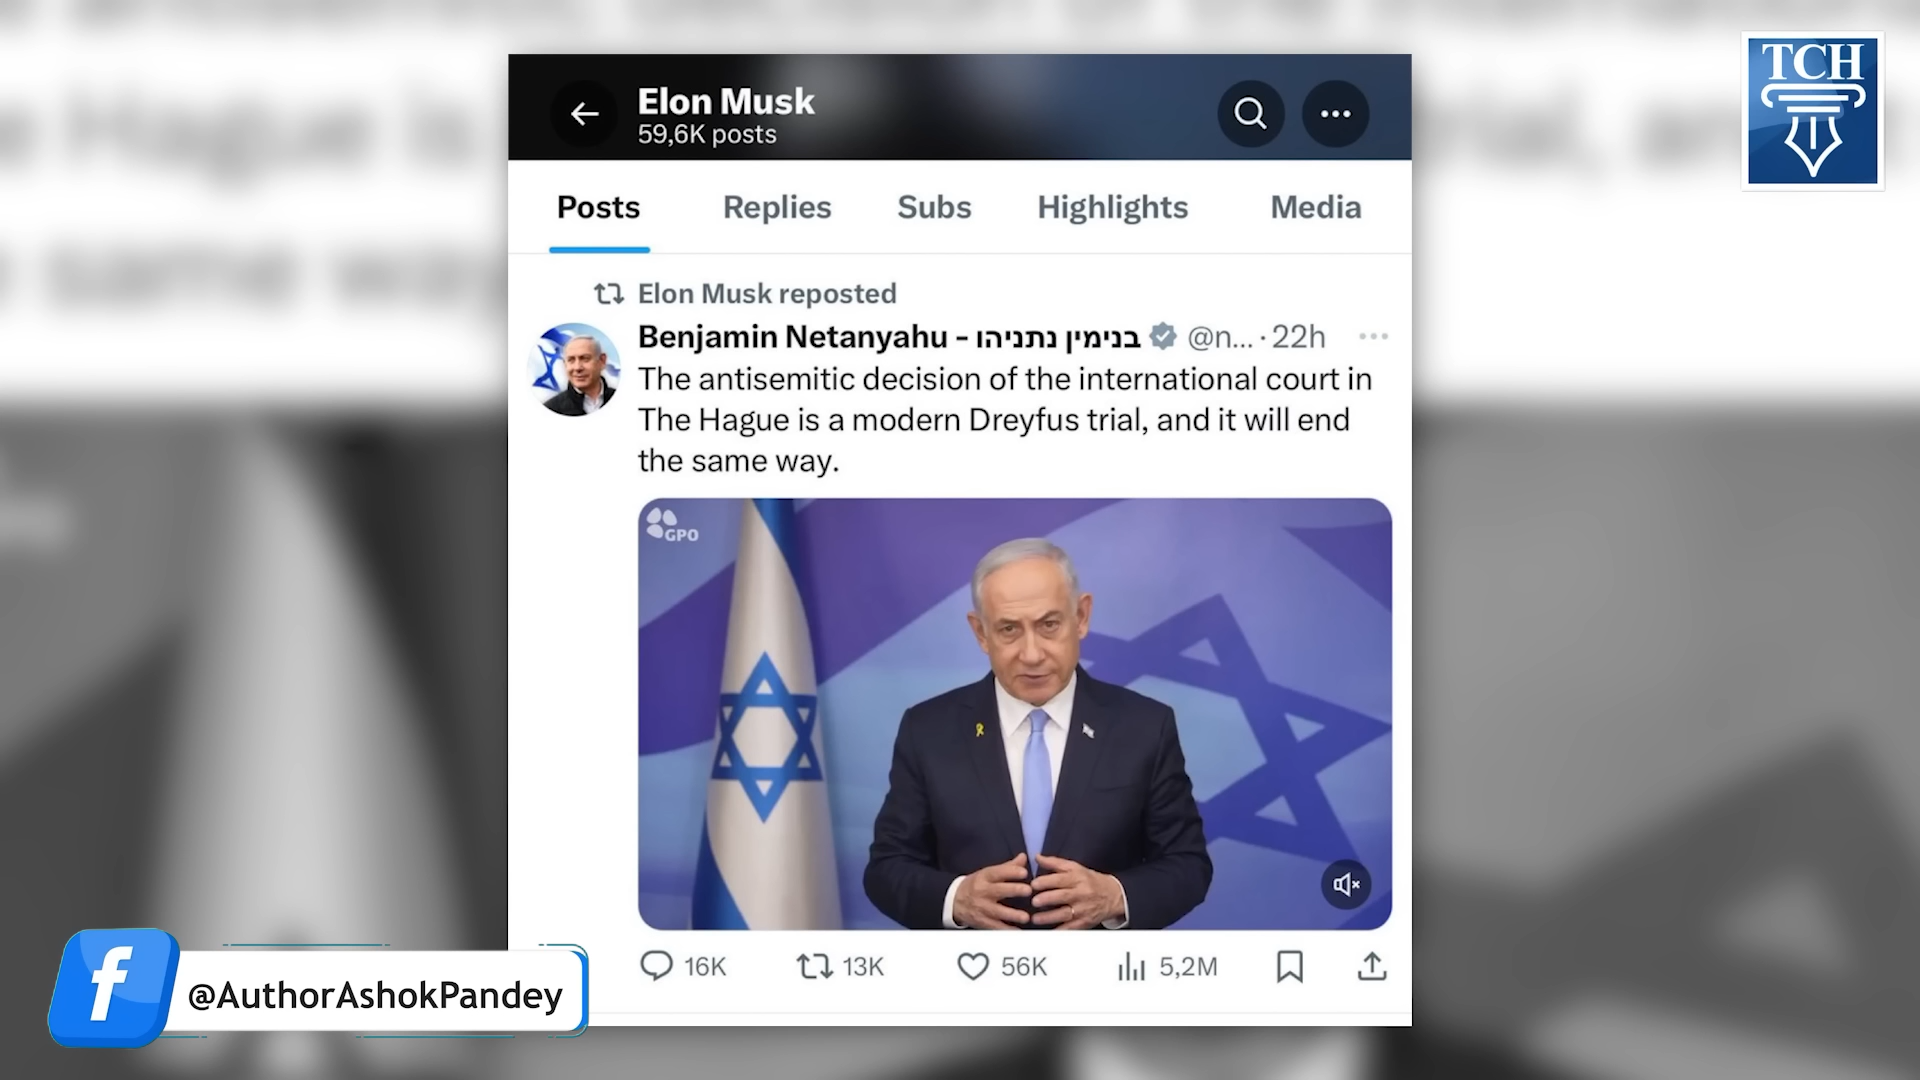 TCH
Elon Musk
59,6K posts
Posts Replies Subs Highlights Media
Elon Musk reposted
Benjamin Netanyahu - בנימין נתניהו @n... · 22h
The antisemitic decision of the international court in
The Hague is a modern Dreyfus trial, and it will end
the same way.
GPO
16K 13K 56K 5,2M
@AuthorAshokPandey